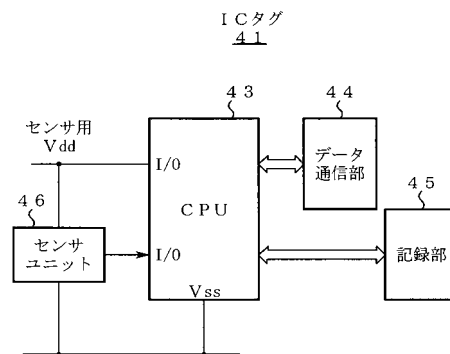 ＩＣタグ
４１
４３
４４
センサ用
Vdd
I/0
データ
通信部
ＣＰＵ
４６
４５
センサ
ユニット
I/0
記録部
Vss